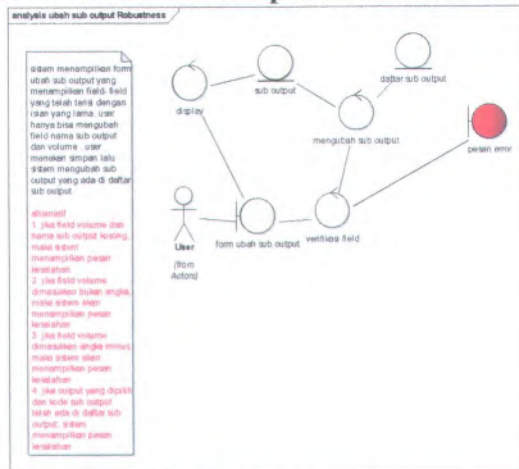 analysis ubah sub output Robustness
sistem menampilkan form
ubah sub output yang
menampilkan field- field
yang telah terisi dengan
isian yang lama. user
hanya bisa mengubah
field nama sub output
dan volume . user
menekan simpan lalu
sistem mengubah sub
output yang ada di daftar
sub output
alternatif
1. jika field volume dan
nama sub output kosong,
maka sistem
menampilkan pesan
kesalahan
2. jika field volume
dimasukkan bukan angka,
maka sistem akan
menampilkan pesan
kesalahan
3. jika field volume
dimasukkan angka minus,
maka sistem akan
menampilkan pesan
kesalahan
4. jika output yang dipilih
dan kode sub output
telah ada di daftar sub
output, sistem
menampilkan pesan
kesalahan
display
sub output
daftar sub output
mengubah sub output
pesan error
User
(from
Actors)
form ubah sub output
verifikasi field